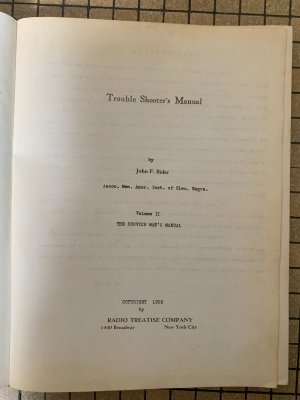 Trouble Shooter's Manual
by
John F. Rider
Assoc. Mem. Amer. Inst. of Elec. Engrs.
Volume II
THE SERVICE MAN'S MANUAL
COPYRIGHT 1928
by
RADIO TREATISE COMPANY
1440 Broadway New York City